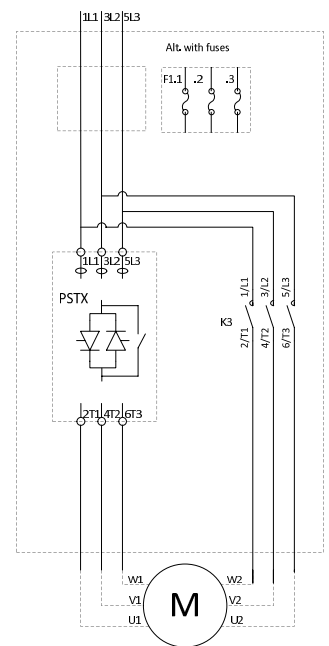 1L1 3L2 5L3
Alt. with fuses
F1.1 .2 .3
1L1 3L2 5L3
PSTX
1/L1 3/L2 5/L3
K3
2/T1 4/T2 6/T3
2T1 4T2 6T3
W1 W2
V1 M V2
U1 U2